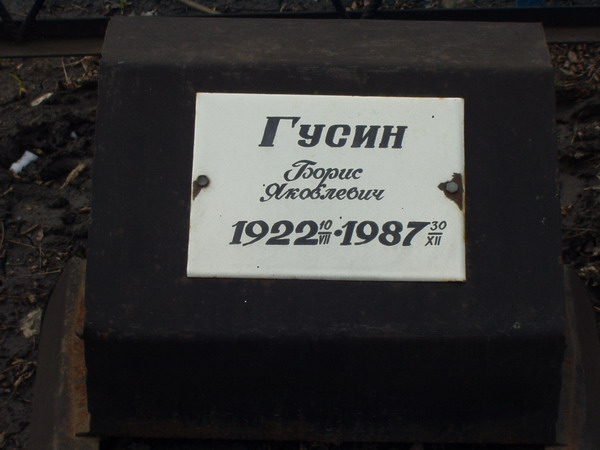 Гусин
Борис
Яковлевич
1922 10/VII · 1987 30/XII